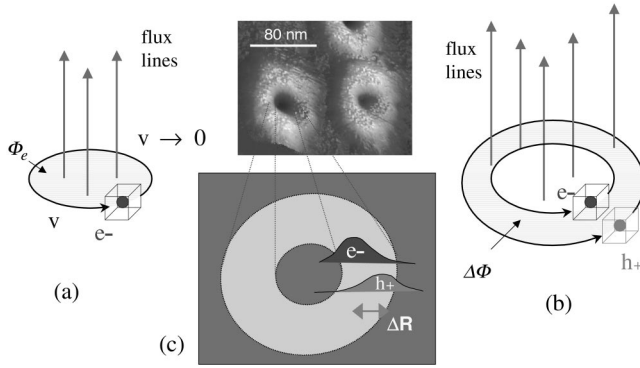 flux
lines
Φe
v
e−
(a)
v → 0
80 nm
e−
h+
ΔR
(c)
flux
lines
e−
ΔΦ
h+
(b)